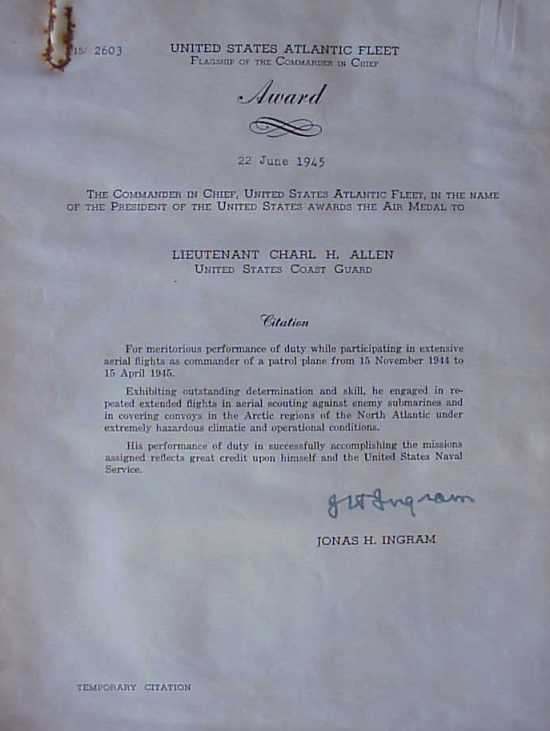 15/ 2603
UNITED STATES ATLANTIC FLEET
FLAGSHIP OF THE COMMANDER IN CHIEF
Award
22 June 1945
THE COMMANDER IN CHIEF, UNITED STATES ATLANTIC FLEET, IN THE NAME
OF THE PRESIDENT OF THE UNITED STATES AWARDS THE AIR MEDAL TO
LIEUTENANT CHARL H. ALLEN
UNITED STATES COAST GUARD
Citation
For meritorious performance of duty while participating in extensive
aerial flights as commander of a patrol plane from 15 November 1944 to
15 April 1945.
Exhibiting outstanding determination and skill, he engaged in re-
peated extended flights in aerial scouting against enemy submarines and
in covering convoys in the Arctic regions of the North Atlantic under
extremely hazardous climatic and operational conditions.
His performance of duty in successfully accomplishing the missions
assigned reflects great credit upon himself and the United States Naval
Service.
JH Ingram
JONAS H. INGRAM
TEMPORARY CITATION